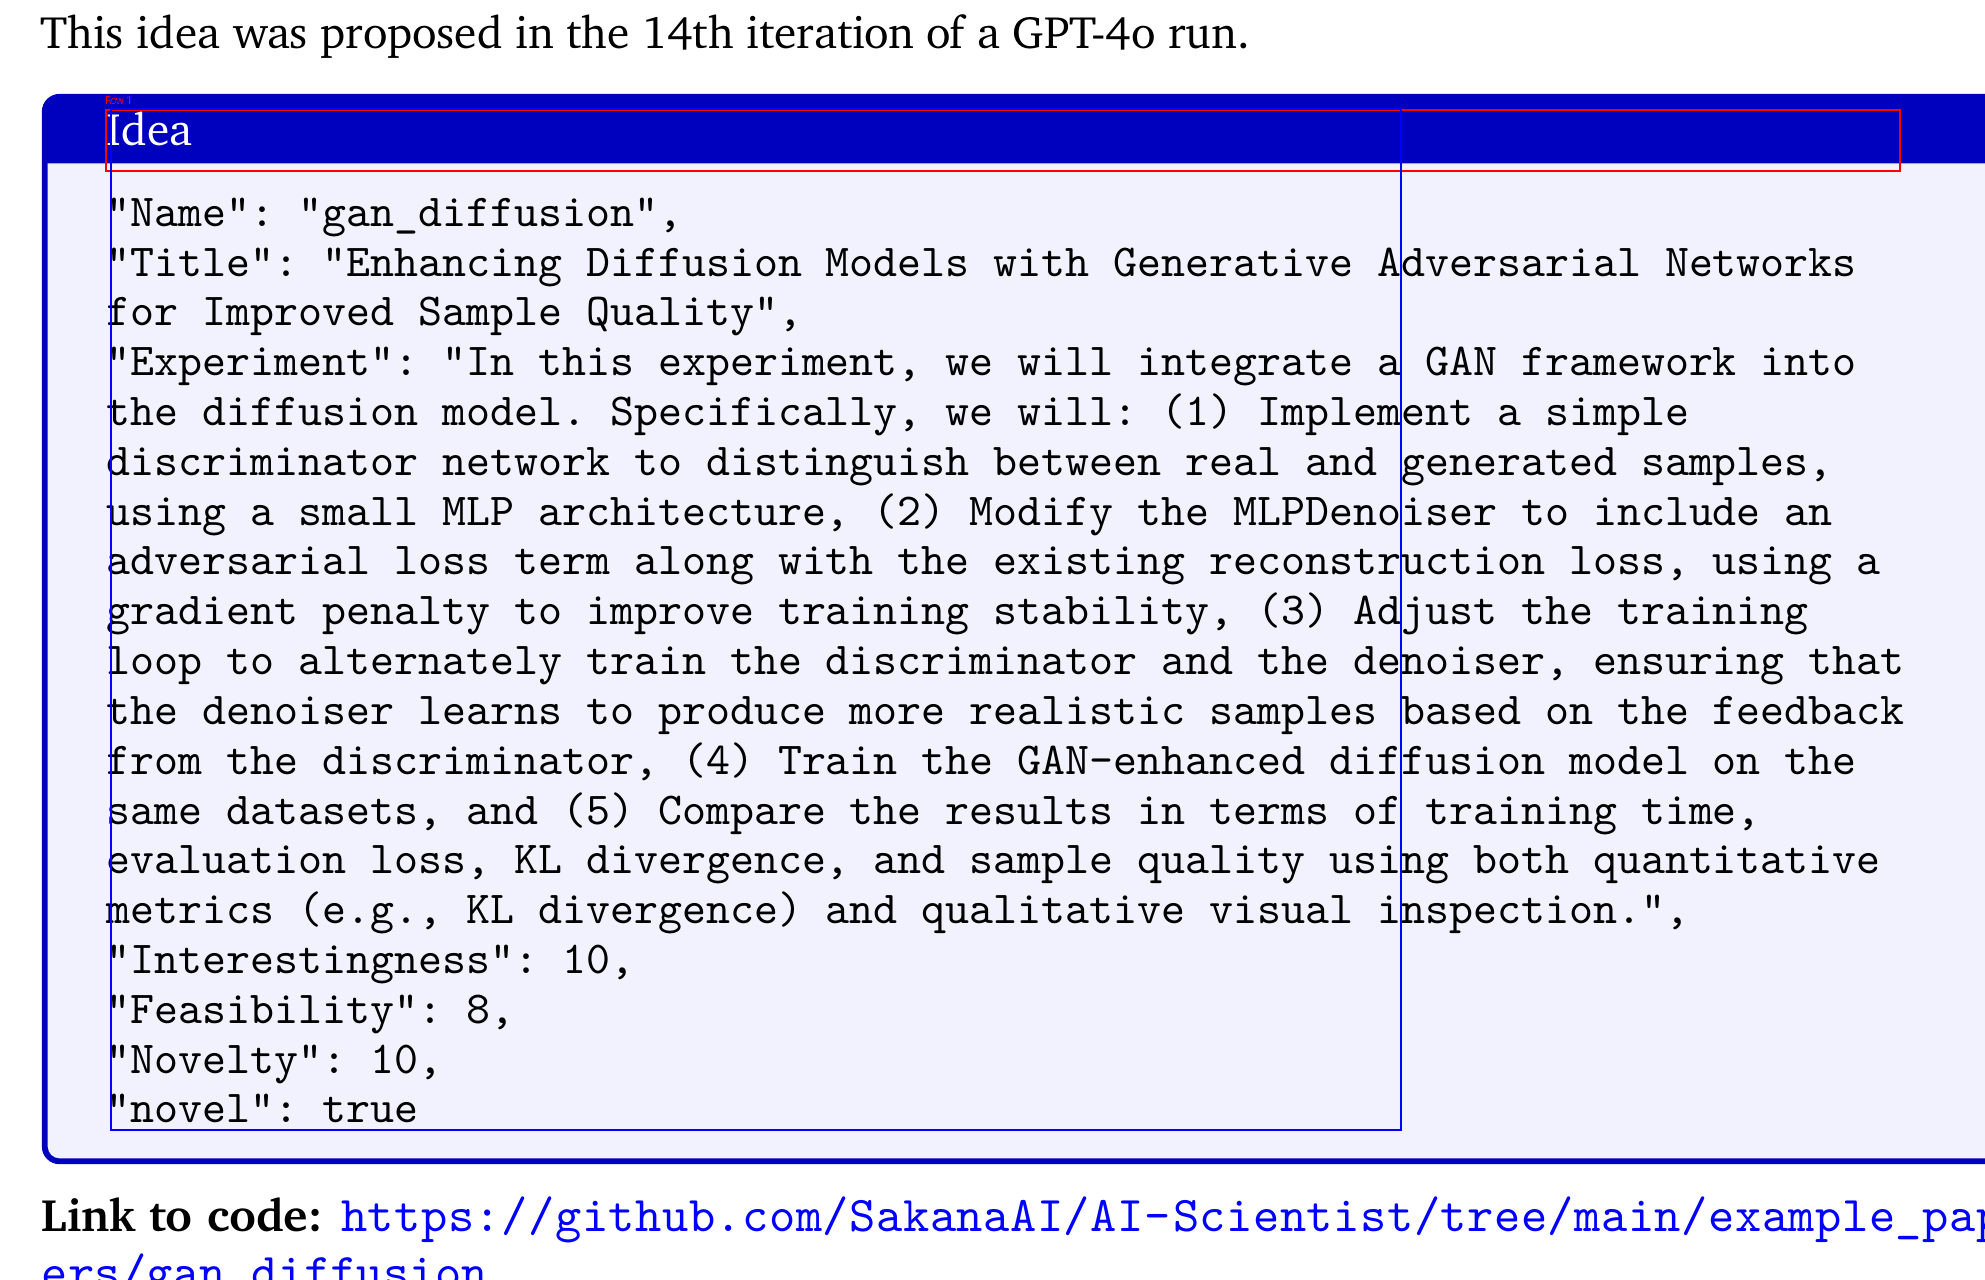 This idea was proposed in the 14th iteration of a GPT-4o run.
Row 1
Idea
"Name": "gan_diffusion",
"Title": "Enhancing Diffusion Models with Generative Adversarial Networks
for Improved Sample Quality",
"Experiment": "In this experiment, we will integrate a GAN framework into
the diffusion model. Specifically, we will: (1) Implement a simple
discriminator network to distinguish between real and generated samples,
using a small MLP architecture, (2) Modify the MLPDenoiser to include an
adversarial loss term along with the existing reconstruction loss, using a
gradient penalty to improve training stability, (3) Adjust the training
loop to alternately train the discriminator and the denoiser, ensuring that
the denoiser learns to produce more realistic samples based on the feedback
from the discriminator, (4) Train the GAN-enhanced diffusion model on the
same datasets, and (5) Compare the results in terms of training time,
evaluation loss, KL divergence, and sample quality using both quantitative
metrics (e.g., KL divergence) and qualitative visual inspection.",
"Interestingness": 10,
"Feasibility": 8,
"Novelty": 10,
"novel": true
Link to code: https://github.com/SakanaAI/AI-Scientist/tree/main/example_pap
ers/gan_diffusion